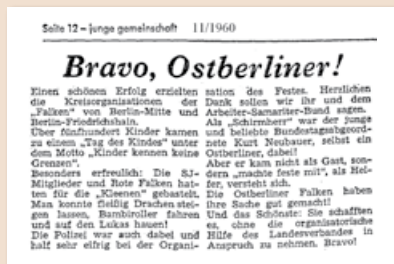 Seite 12 – junge gemeinschaft 11/1960
Bravo, Ostberliner!
Einen schönen Erfolg erzielten
die Kreisorganisationen der
„Falken" von Berlin-Mitte und
Berlin-Friedrichshain.
Über fünfhundert Kinder kamen
zu einem „Tag des Kindes" unter
dem Motto „Kinder kennen keine
Grenzen".
Besonders erfreulich: Die SJ-
Mitglieder und Rote Falken hat-
ten für die „Kleenen" gebastelt.
Man konnte fleißig Drachen stei-
gen lassen, Bambiroller fahren
und auf den Lukas hauen!
Die Polizei war auch dabei und
half sehr eifrig bei der Organi-
sation des Festes. Herzlichen
Dank sollen wir ihr und dem
Arbeiter-Samariter-Bund sagen.
Als „Schirmherr" war der junge
und beliebte Bundestagsabgeord-
nete Kurt Neubauer, selbst ein
Ostberliner, dabei!
Aber er kam nicht als Gast, son-
dern „machte feste mit", als Hel-
fer, versteht sich.
Die Ostberliner Falken haben
ihre Sache gut gemacht!
Und das Schönste: Sie schafften
es, ohne die organisatorische
Hilfe des Landesverbandes in
Anspruch zu nehmen. Bravo!